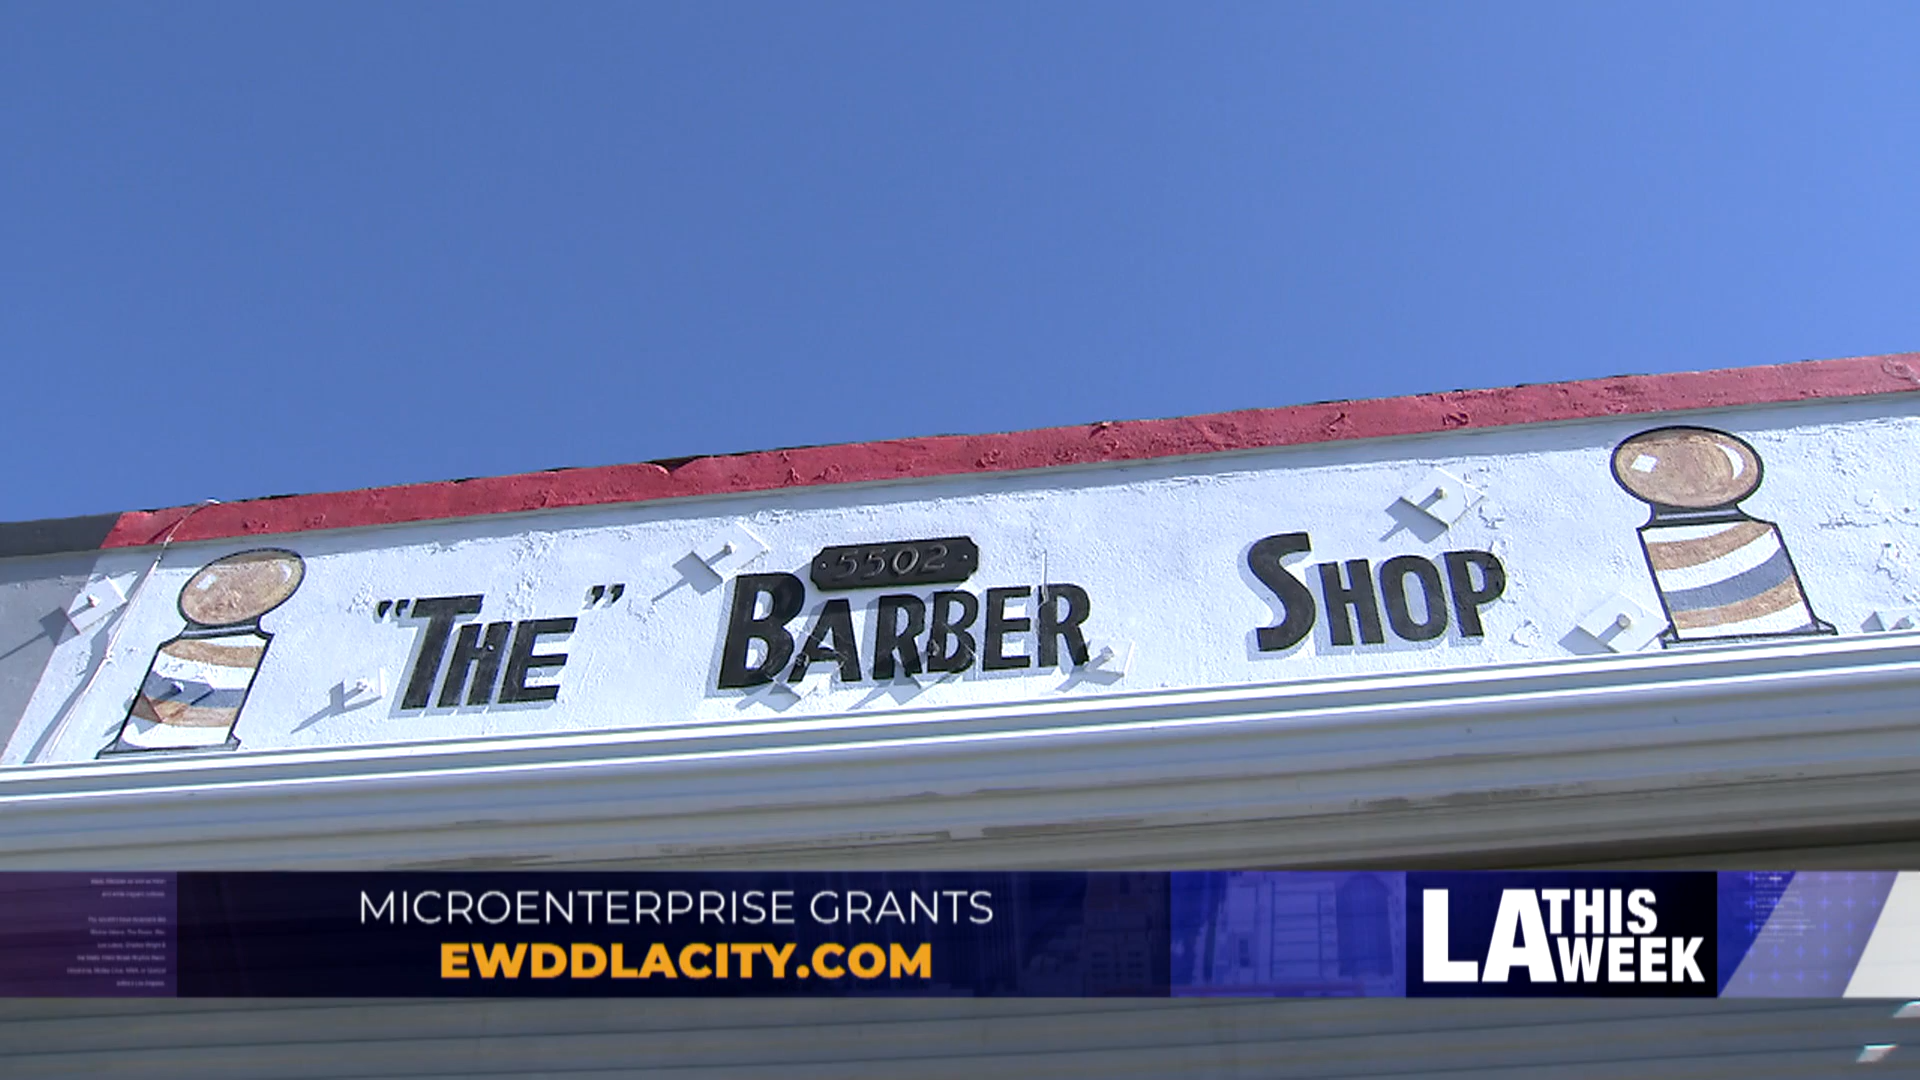 5502
"THE" BARBER SHOP
MICROENTERPRISE GRANTS
EWDDLACITY.COM
LA THIS WEEK